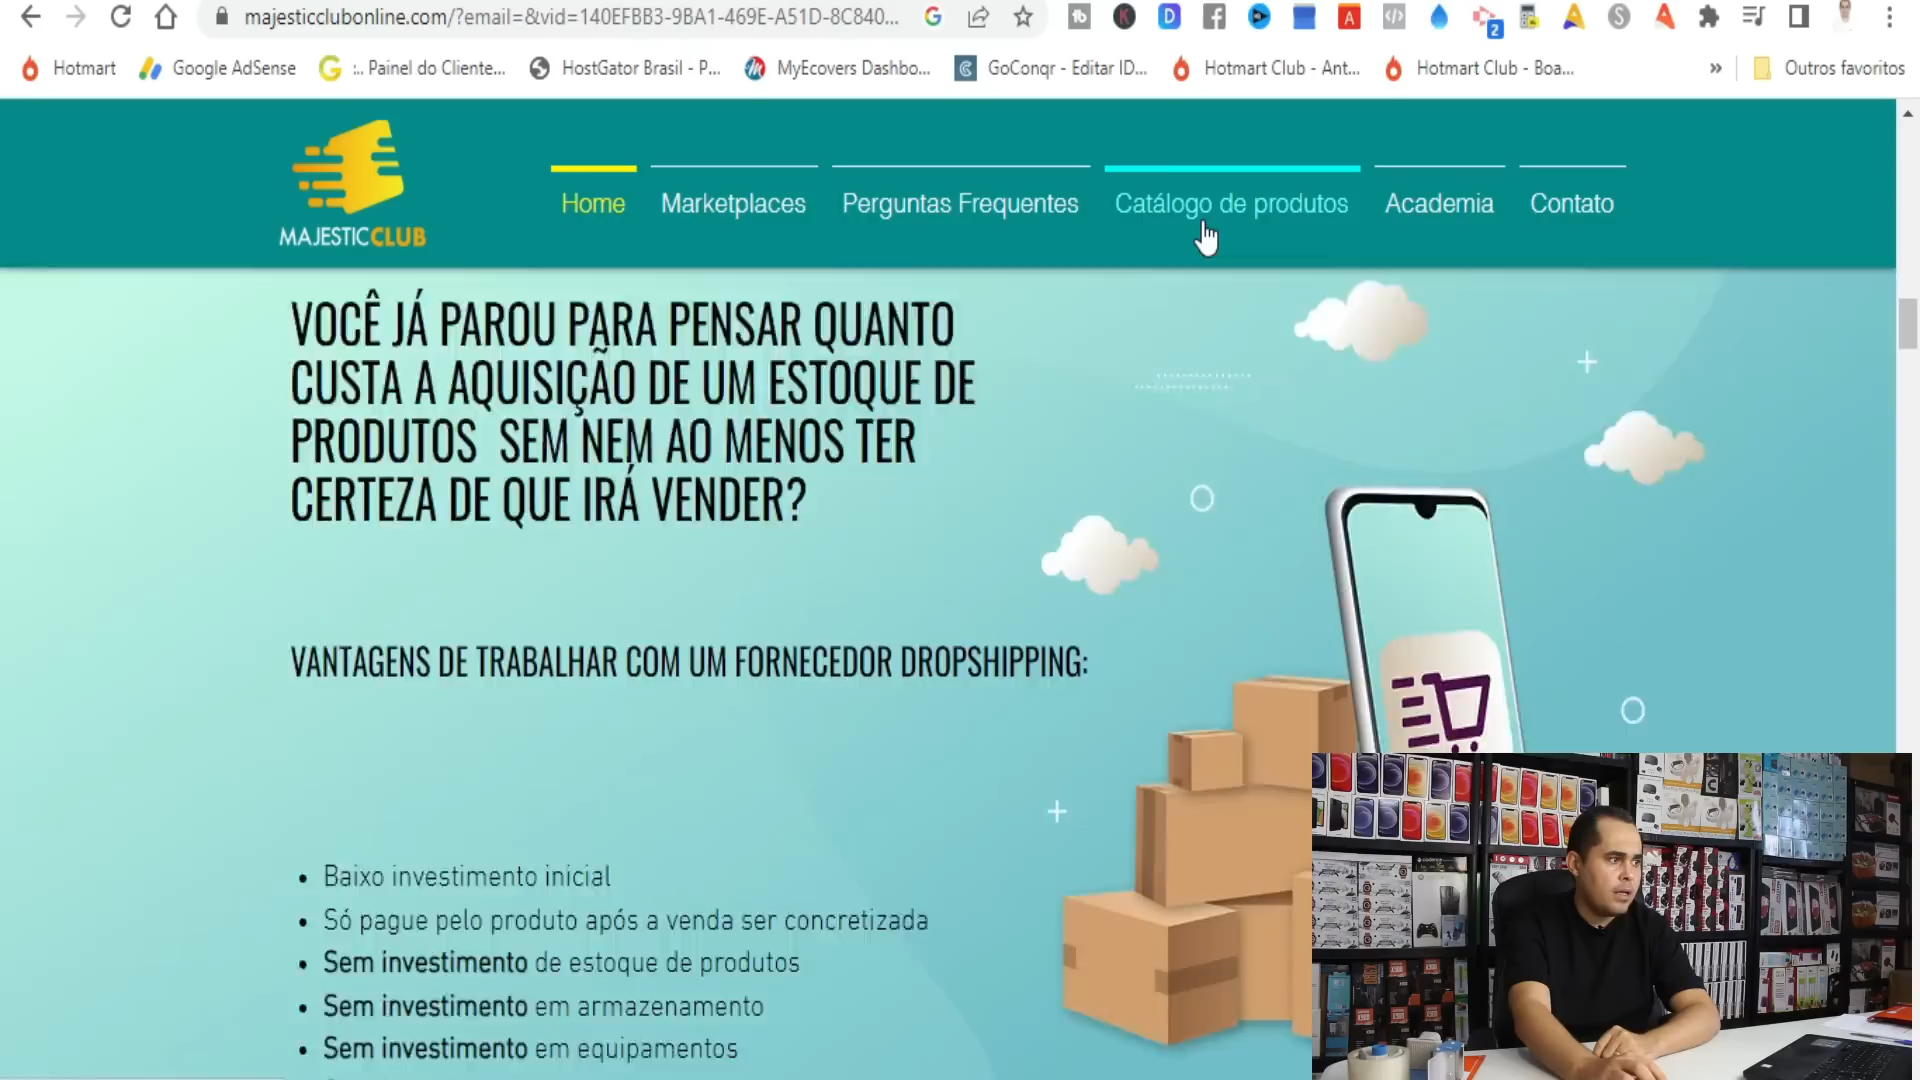 majesticclubonline.com/?email=&vid=140EFBB3-9BA1-469E-A51D-8C840...
2
Hotmart
Google AdSense
:.. Painel do Cliente...
HostGator Brasil - P...
MyEcovers Dashbo...
GoConqr - Editar ID...
Hotmart Club - Ant...
Hotmart Club - Boa...
»
Outros favoritos
MAJESTICCLUB
Home
Marketplaces
Perguntas Frequentes
Catálogo de produtos
Academia
Contato
VOCÊ JÁ PAROU PARA PENSAR QUANTO
CUSTA A AQUISIÇÃO DE UM ESTOQUE DE
PRODUTOS SEM NEM AO MENOS TER
CERTEZA DE QUE IRÁ VENDER?
VANTAGENS DE TRABALHAR COM UM FORNECEDOR DROPSHIPPING:
• Baixo investimento inicial
• Só pague pelo produto após a venda ser concretizada
• Sem investimento de estoque de produtos
• Sem investimento em armazenamento
• Sem investimento em equipamentos